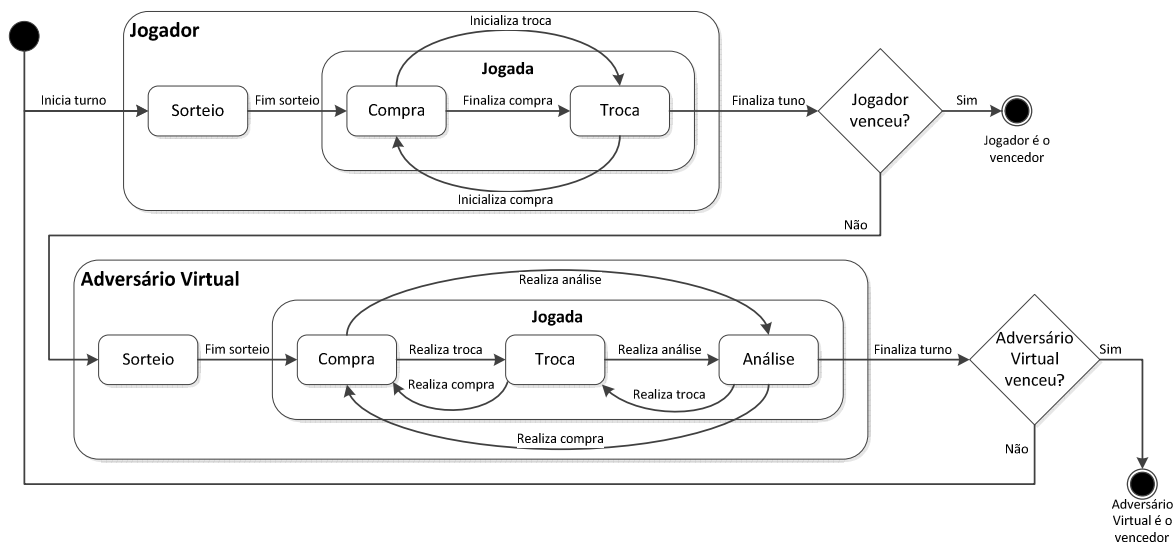 Jogador
Inicializa troca
Jogada
Inicia turno
Sorteio
Fim sorteio
Compra
Finaliza compra
Troca
Finaliza tuno
Jogador
venceu?
Sim
Jogador é o
vencedor
Inicializa compra
Não
Adversário Virtual
Realiza análise
Jogada
Sorteio
Fim sorteio
Compra
Realiza troca
Troca
Realiza análise
Análise
Finaliza turno
Adversário
Virtual
venceu?
Sim
Realiza compra
Realiza troca
Realiza compra
Não
Adversário
Virtual é o
vencedor